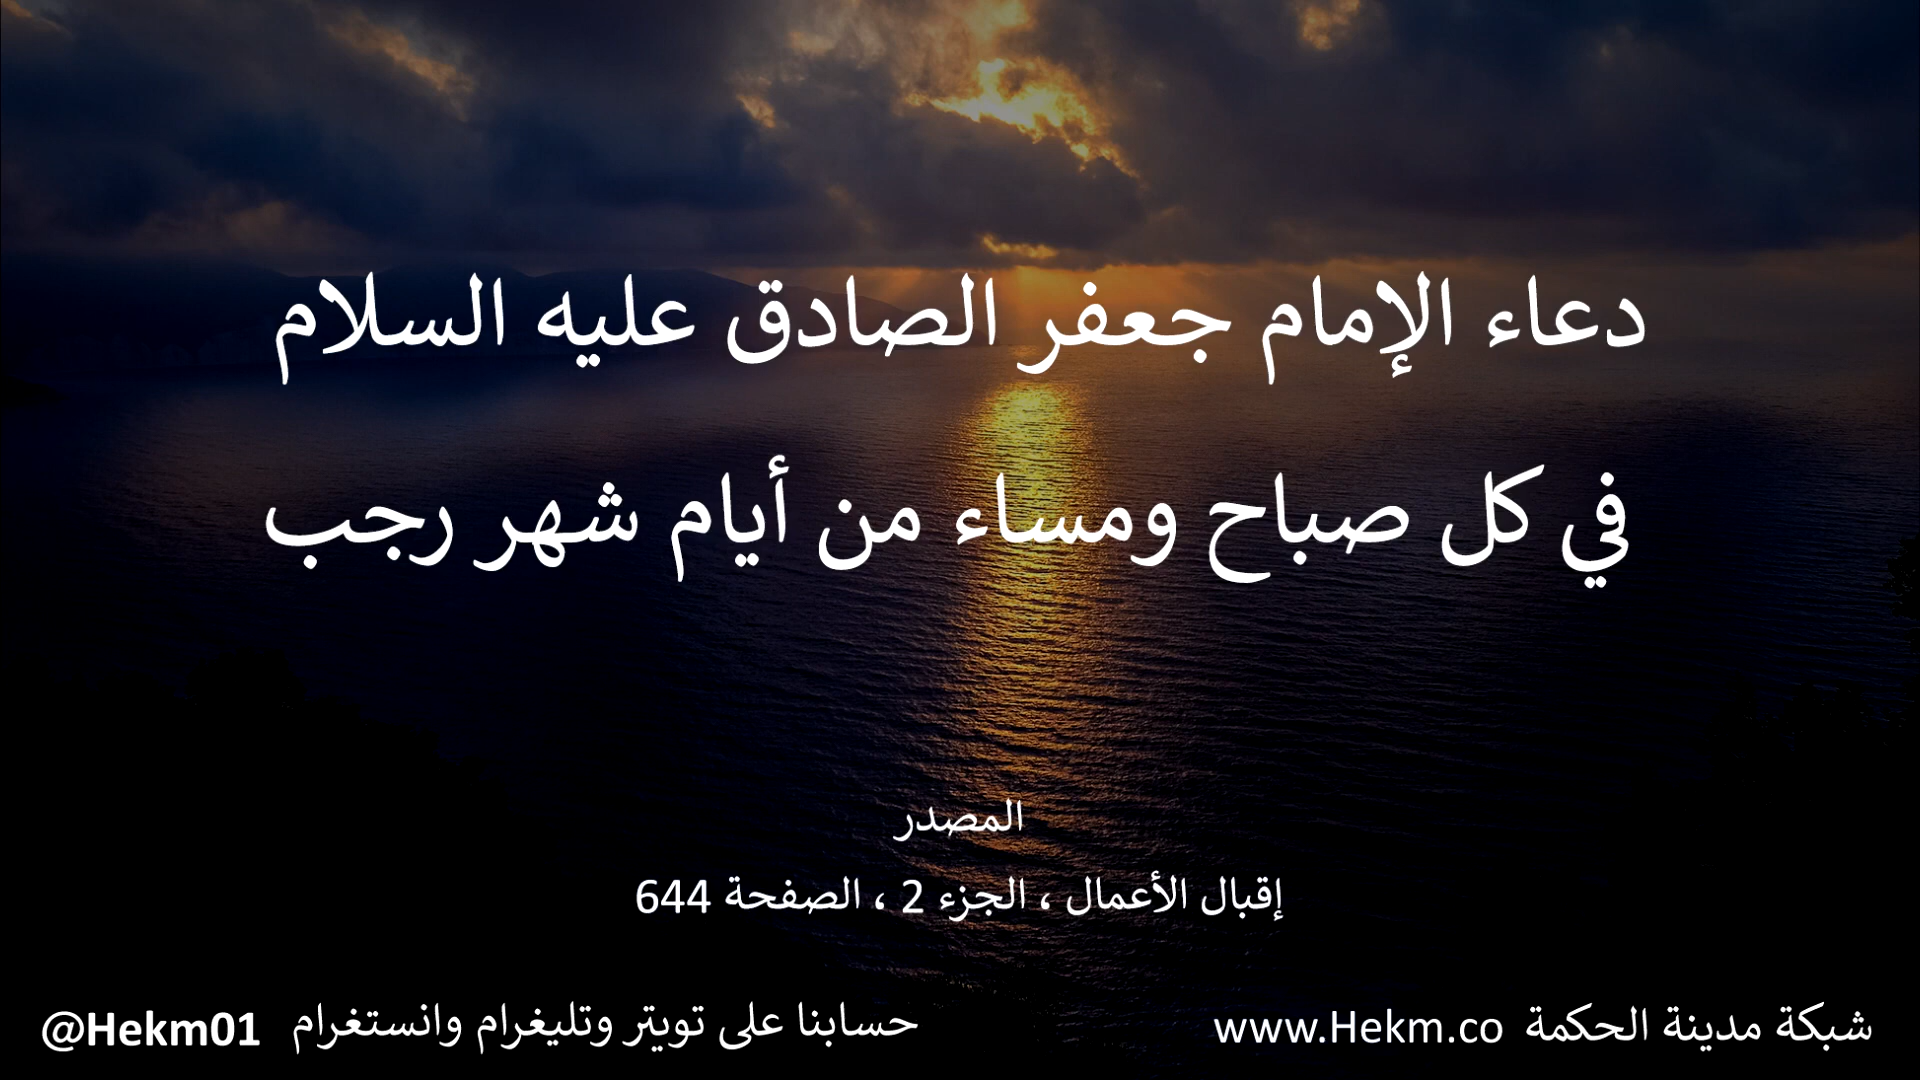 دعاء الإمام جعفر الصادق عليه السلام
في كل صباح ومساء من أيام شهر رجب
المصدر
إقبال الأعمال ، الجزء 2 ، الصفحة 644
شبكة مدينة الحكمة www.Hekm.co
حسابنا على تويتر وتليغرام وانستغرام @Hekm01